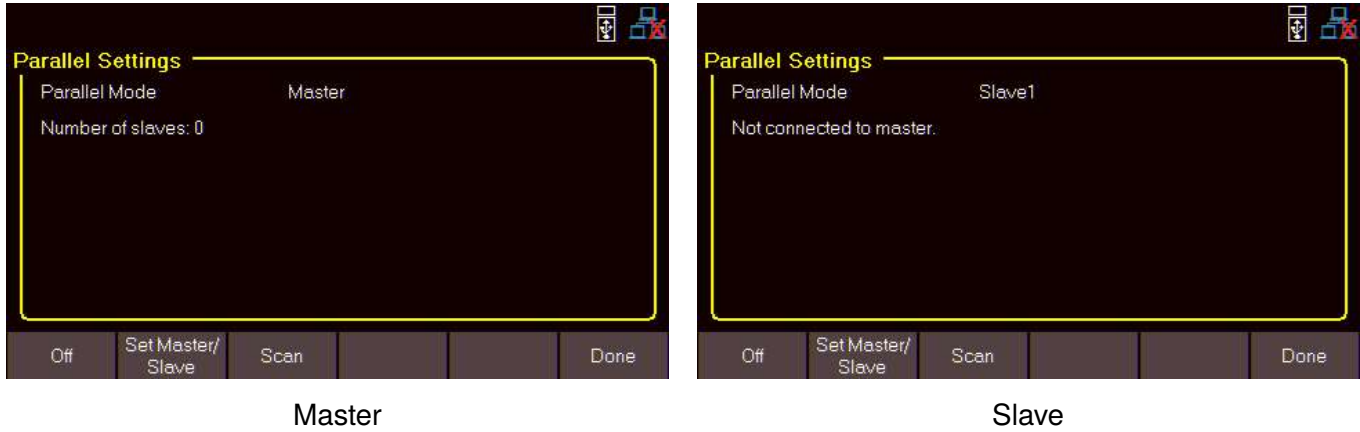 Parallel Settings
Parallel Mode Master
Number of slaves: 0
Off Set Master/ Slave Scan Done
Master
Parallel Settings
Parallel Mode Slave1
Not connected to master.
Off Set Master/ Slave Scan Done
Slave